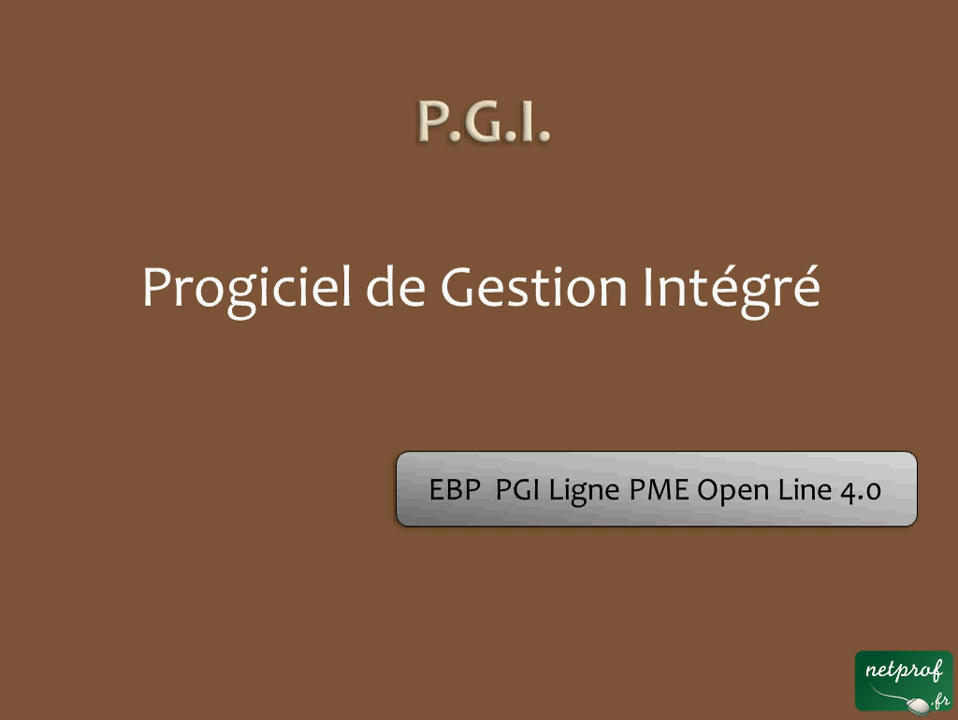 P.G.I.
Progiciel de Gestion Intégré
EBP PGI Ligne PME Open Line 4.0
netprof
.fr